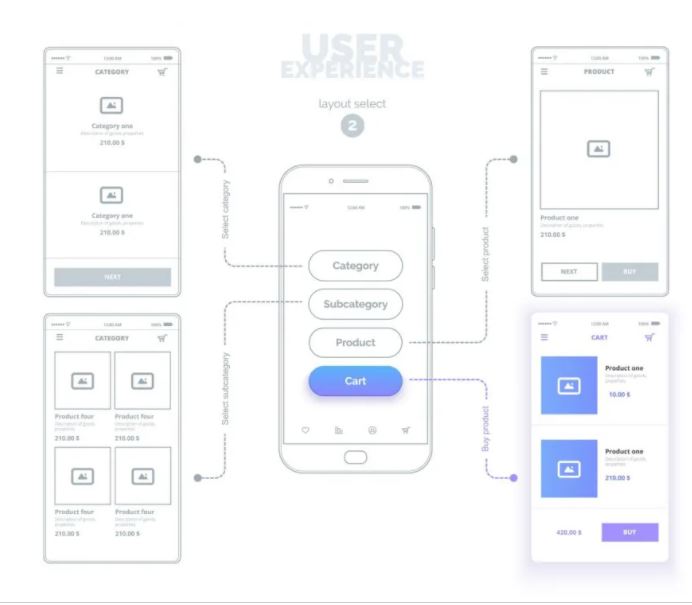 USER
EXPERIENCE
layout select
2
12:00 AM 100%
CATEGORY
Category one
Description of goods, properties
210.00 $
Category one
Description of goods, properties
210.00 $
NEXT
12:00 AM 100%
CATEGORY
Product four
Description of goods,
properties
210.00 $
Product four
Description of goods,
properties
210.00 $
Product four
Description of goods,
properties
210.00 $
Product four
Description of goods,
properties
210.00 $
Select category
Select subcategory
12:00 AM 100%
Category
Subcategory
Product
Cart
Select product
Buy product
12:00 AM 100%
PRODUCT
Product one
Description of goods, properties
210.00 $
NEXT
BUY
12:00 AM 100%
CART
Product one
Description of goods,
properties
10.00 $
Product one
Description of goods,
properties
210.00 $
420.00 $
BUY